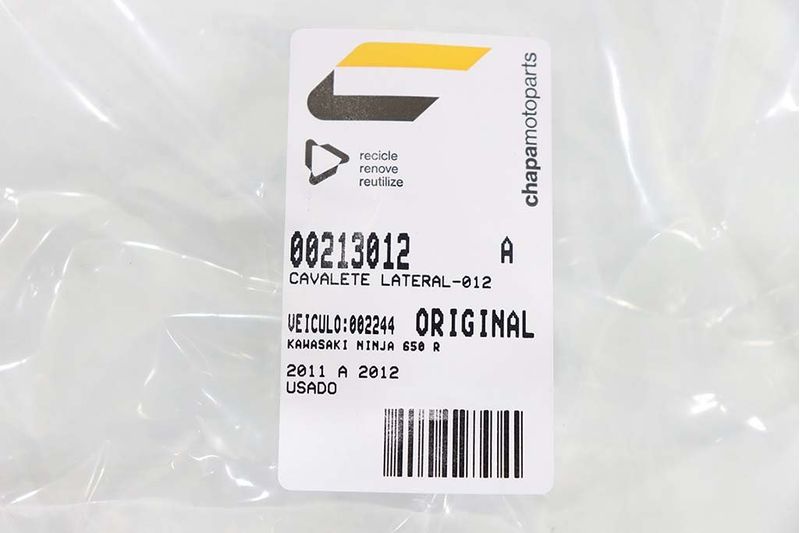 chapamotoparts
recicle
renove
reutilize
00213012 A
CAVALETE LATERAL-012
VEICULO:002244 ORIGINAL
KAWASAKI NINJA 650 R
2011 A 2012
USADO